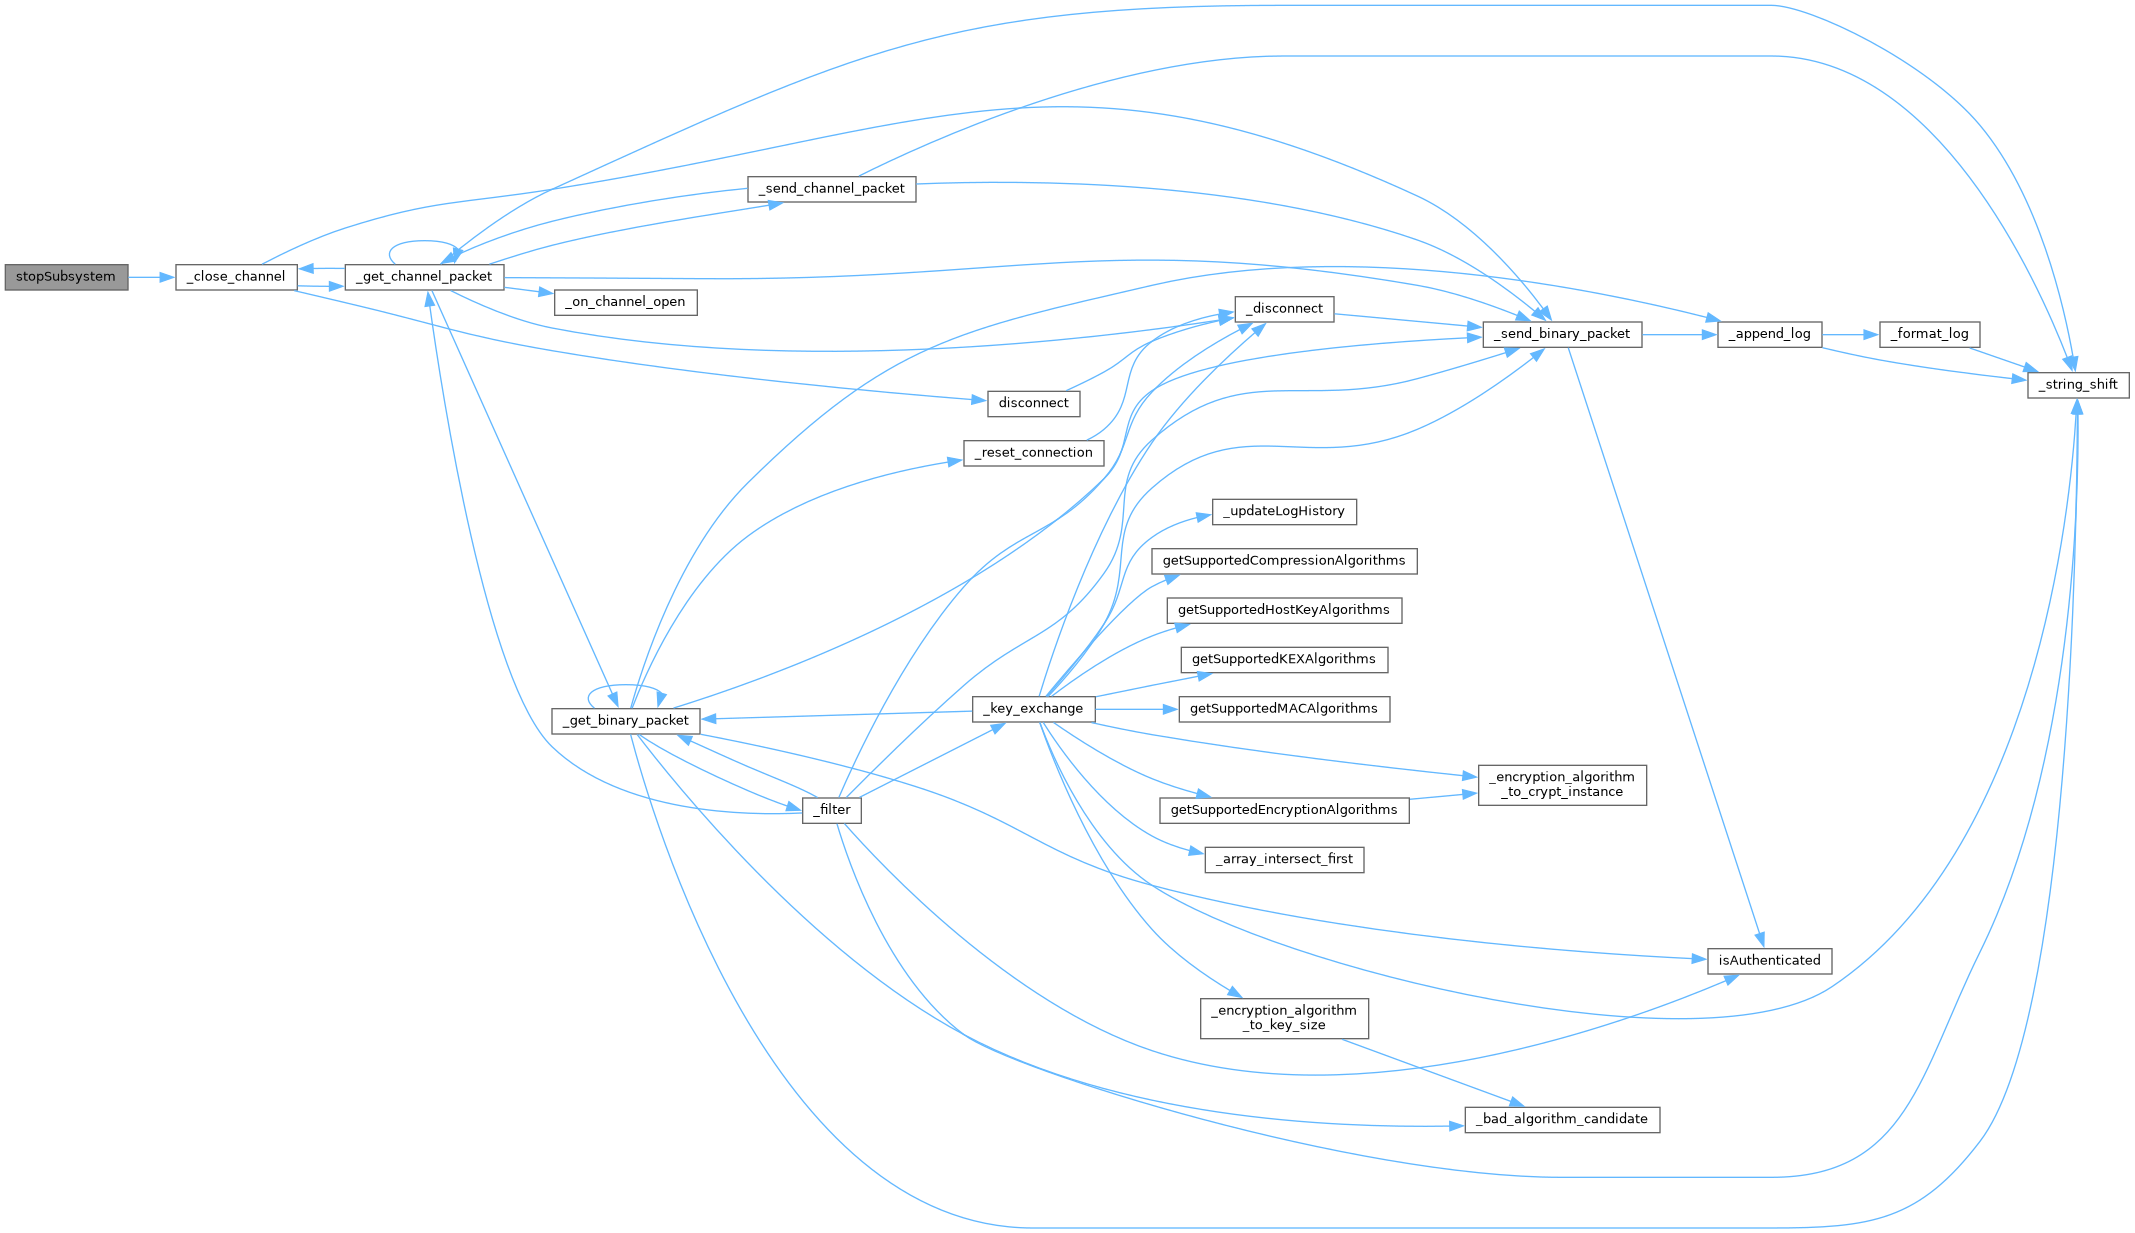 stopSubsystem
_close_channel
_get_channel_packet
_send_channel_packet
_on_channel_open
_get_binary_packet
_filter
_disconnect
disconnect
_reset_connection
_key_exchange
_updateLogHistory
getSupportedCompressionAlgorithms
getSupportedHostKeyAlgorithms
getSupportedKEXAlgorithms
getSupportedMACAlgorithms
getSupportedEncryptionAlgorithms
_array_intersect_first
_encryption_algorithm
_to_key_size
_send_binary_packet
_encryption_algorithm
_to_crypt_instance
_bad_algorithm_candidate
_append_log
isAuthenticated
_format_log
_string_shift